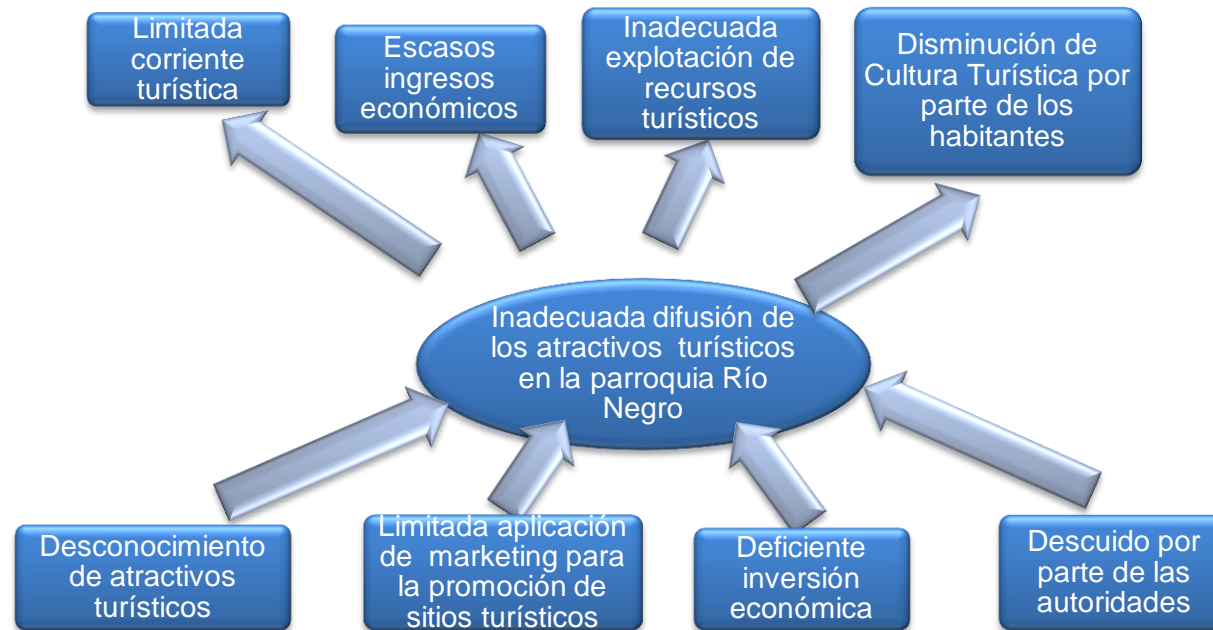 Limitada
corriente
turística
Escasos
ingresos
económicos
Inadecuada
explotación de
recursos
turísticos
Disminución de
Cultura Turística por
parte de los
habitantes
Inadecuada difusión de
los atractivos turísticos
en la parroquia Río
Negro
Desconocimiento
de atractivos
turísticos
Limitada aplicación
de marketing para
la promoción de
sitios turísticos
Deficiente
inversión
económica
Descuido por
parte de las
autoridades